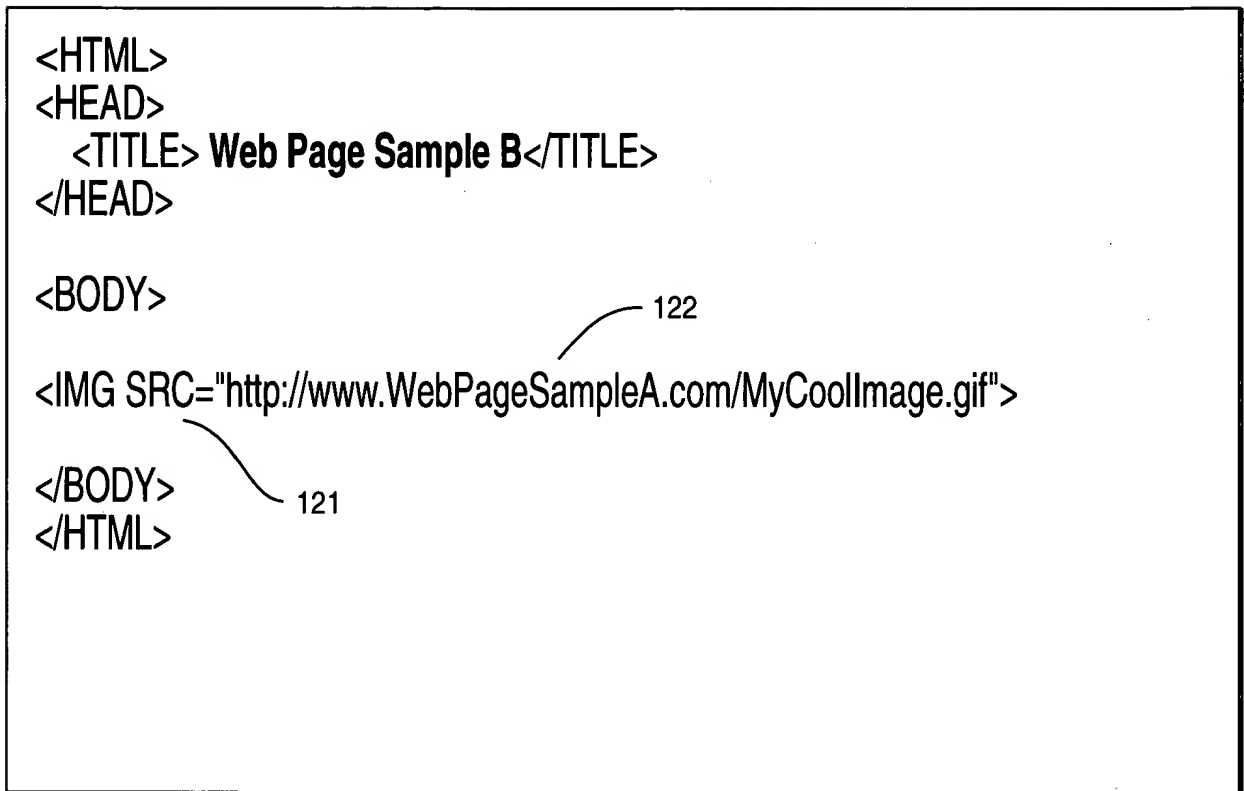 <HTML>
<HEAD>
<TITLE> Web Page Sample B</TITLE>
</HEAD>
<BODY>
122
<IMG SRC="http://www.WebPageSampleA.com/MyCoolImage.gif">
121
</BODY>
</HTML>